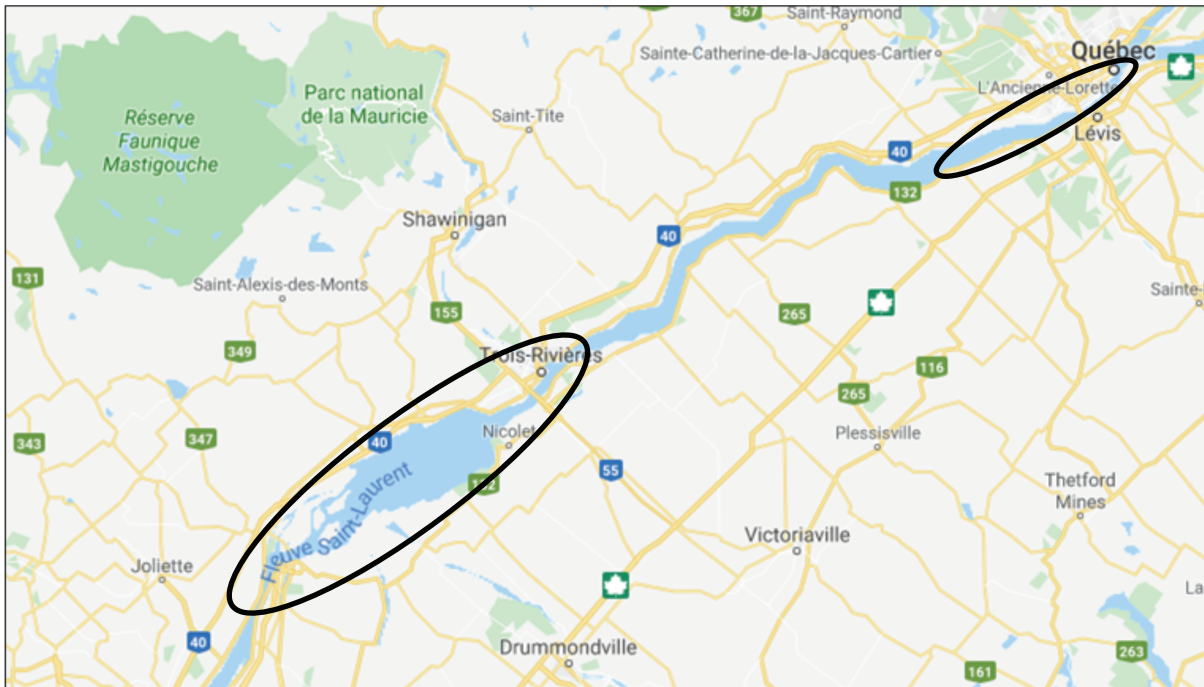 367
Saint-Raymond
Sainte-Catherine-de-la-Jacques-Cartier
Québec
L'Ancienne-Lorette
Parc national
de la Mauricie
Réserve
Faunique
Mastigouche
Saint-Tite
40
Lévis
132
Shawinigan
40
131
Saint-Alexis-des-Monts
Sainte-
155
265
349
Trois-Rivières
116
265
343
347
40
Nicolet
Plessisville
55
132
Thetford
Mines
Fleuve Saint-Laurent
Victoriaville
Joliette
La
40
Drummondville
263
161